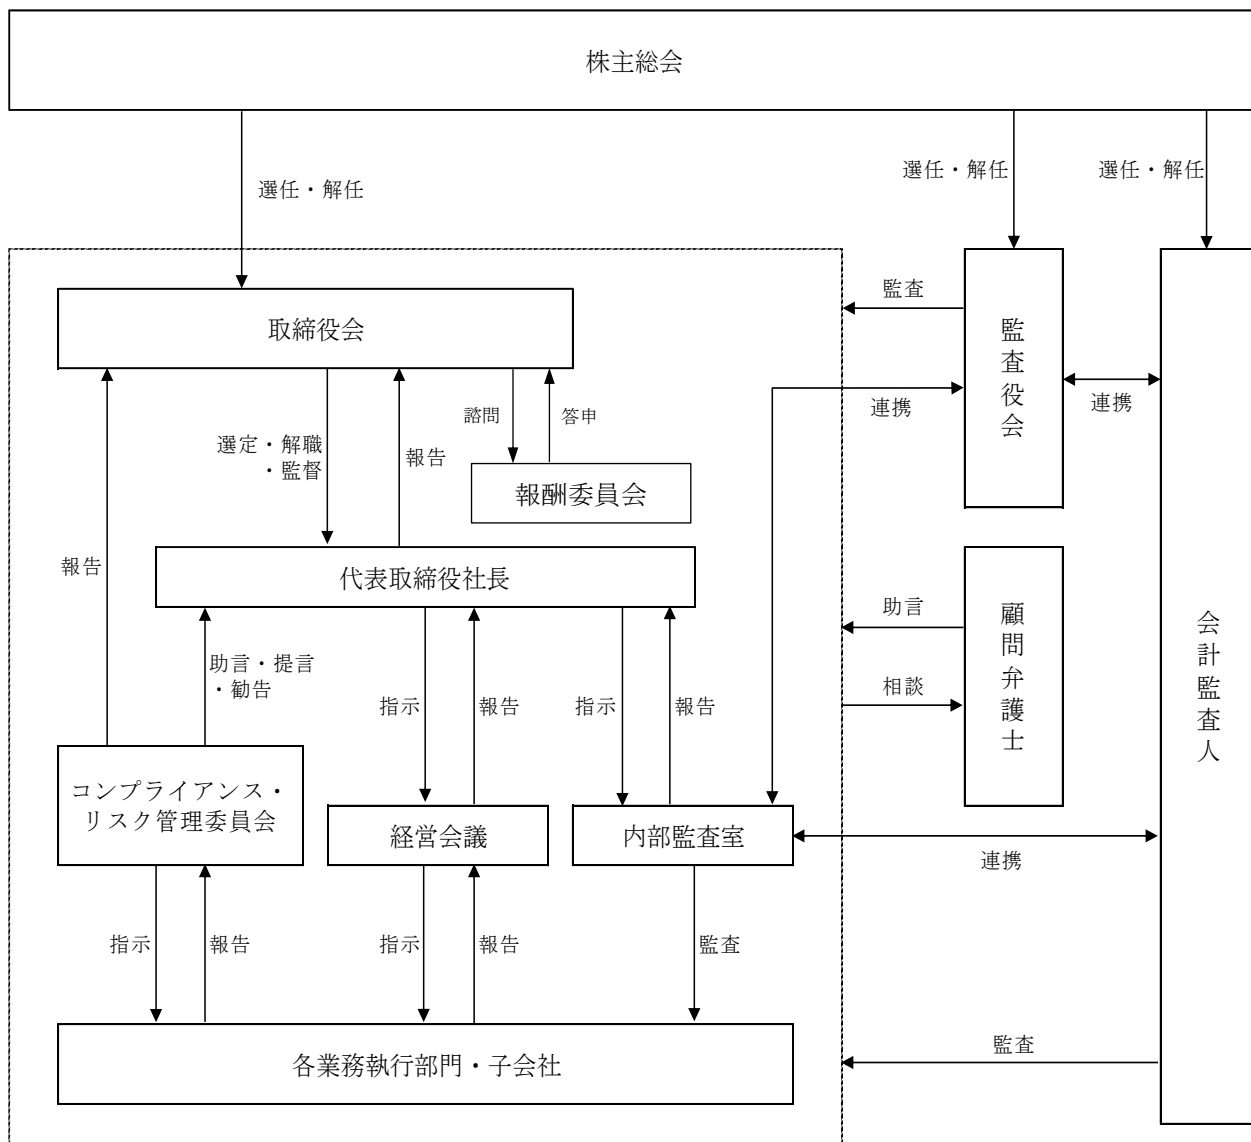 株主総会
選任・解任
選任・解任
選任・解任
取締役会
監査
監査役会
連携
連携
諮問
答申
選定・解職
・監督
報告
報酬委員会
報告
代表取締役社長
助言
顧問弁護士
相談
会計監査人
助言・提言
・勧告
指示
報告
指示
報告
コンプライアンス・
リスク管理委員会
経営会議
内部監査室
連携
指示
報告
指示
報告
監査
各業務執行部門・子会社
監査